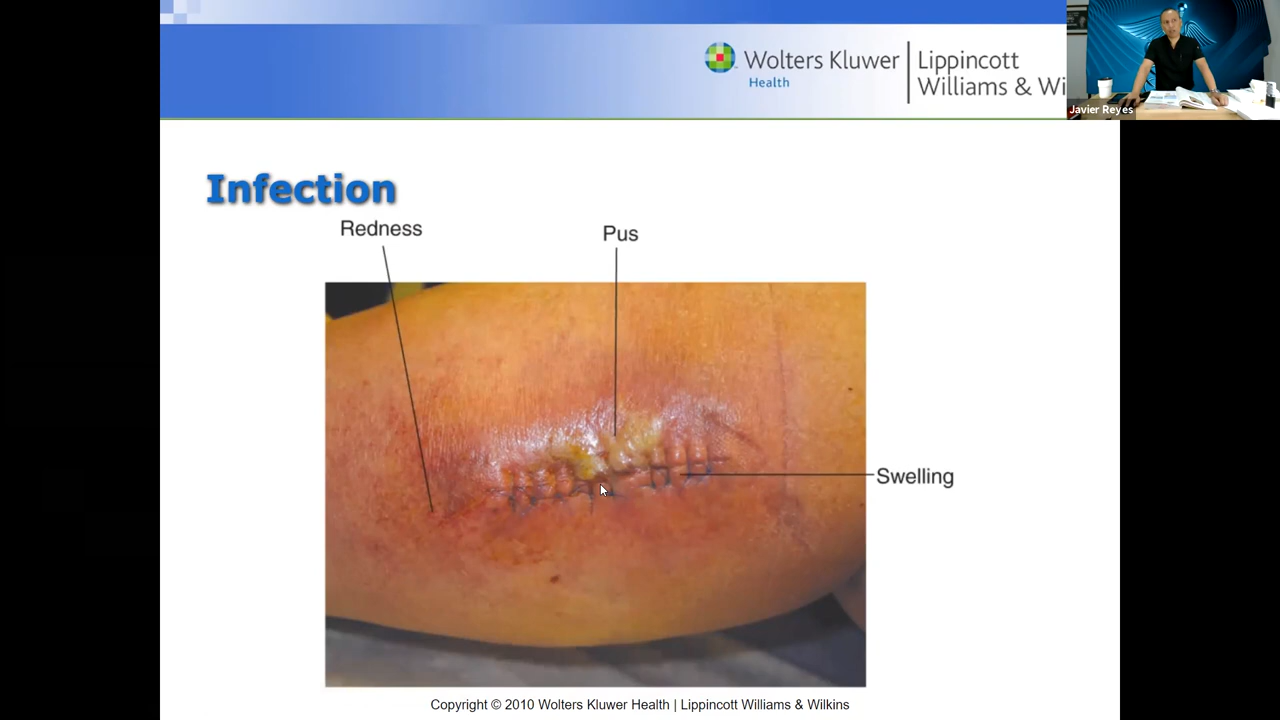 Wolters Kluwer
Health
Lippincott
Williams & Wi
Javier Reyes
Infection
Redness
Pus
Swelling
Copyright © 2010 Wolters Kluwer Health | Lippincott Williams & Wilkins